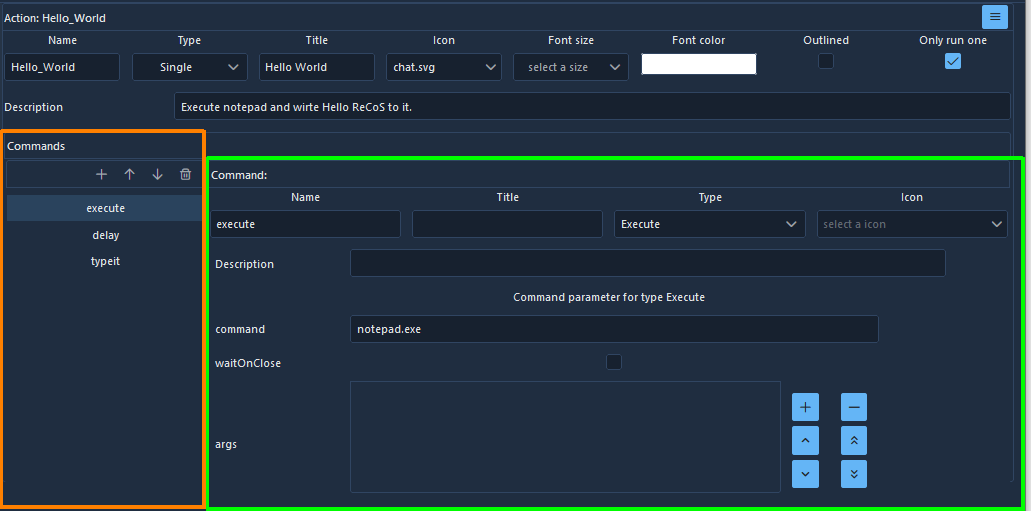 Action: Hello_World
Name Type Title Icon Font size Font color Outlined Only run one
Hello_World Single Hello World chat.svg select a size
Description Execute notepad and wirte Hello ReCoS to it.
Commands
Command:
Name Title Type Icon
execute
execute Execute select a icon
delay
typeit
Description
Command parameter for type Execute
command notepad.exe
waitOnClose
args